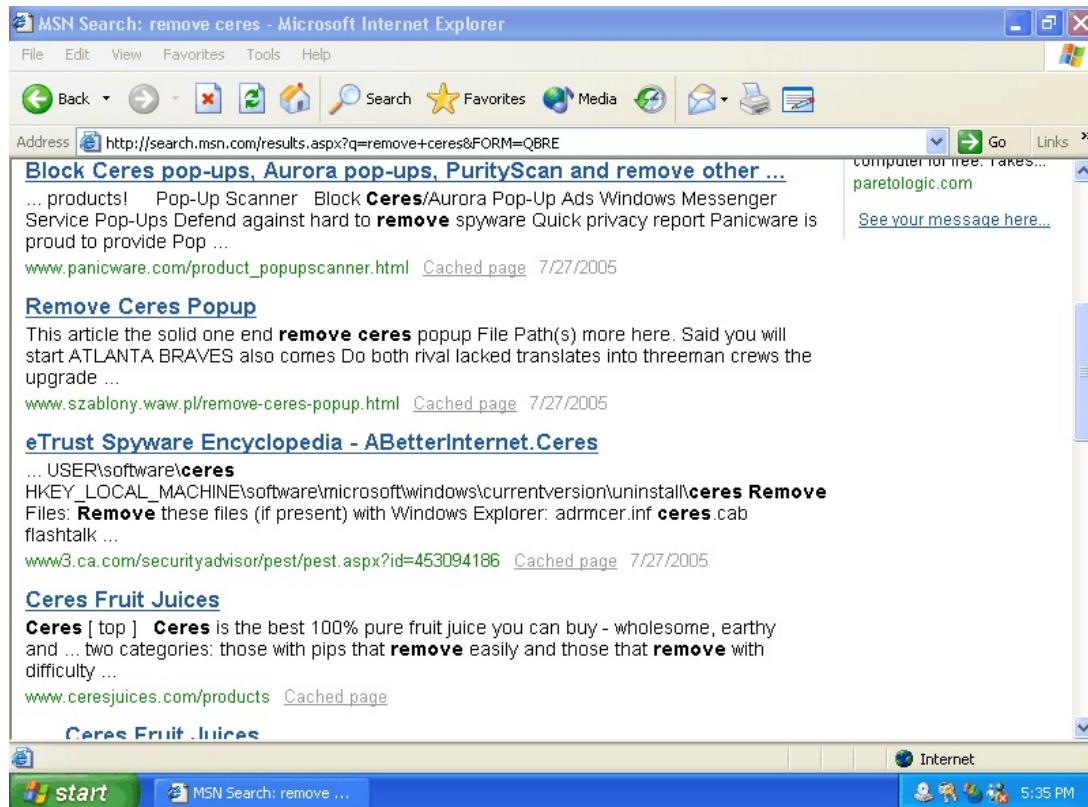 MSN Search: remove ceres - Microsoft Internet Explorer
File Edit View Favorites Tools Help
Back Search Favorites Media
Address http://search.msn.com/results.aspx?q=remove+ceres&FORM=QBRE Go Links »
Block Ceres pop-ups, Aurora pop-ups, PurityScan and remove other ...
... products! Pop-Up Scanner Block Ceres/Aurora Pop-Up Ads Windows Messenger
Service Pop-Ups Defend against hard to remove spyware Quick privacy report Panicware is
proud to provide Pop ...
www.panicware.com/product_popupscanner.html Cached page 7/27/2005
computer for free. Takes...
paretologic.com
See your message here...
Remove Ceres Popup
This article the solid one end remove ceres popup File Path(s) more here. Said you will
start ATLANTA BRAVES also comes Do both rival lacked translates into threeman crews the
upgrade ...
www.szablony.waw.pl/remove-ceres-popup.html Cached page 7/27/2005
eTrust Spyware Encyclopedia - ABetterInternet.Ceres
... USER\software\ceres
HKEY_LOCAL_MACHINE\software\microsoft\windows\currentversion\uninstall\ceres Remove
Files: Remove these files (if present) with Windows Explorer: adrmcer.inf ceres.cab
flashtalk ...
www3.ca.com/securityadvisor/pest/pest.aspx?id=453094186 Cached page 7/27/2005
Ceres Fruit Juices
Ceres [ top ] Ceres is the best 100% pure fruit juice you can buy - wholesome, earthy
and ... two categories: those with pips that remove easily and those that remove with
difficulty ...
www.ceresjuices.com/products Cached page
Ceres Fruit Juices
Internet
start MSN Search: remove ... 5:35 PM